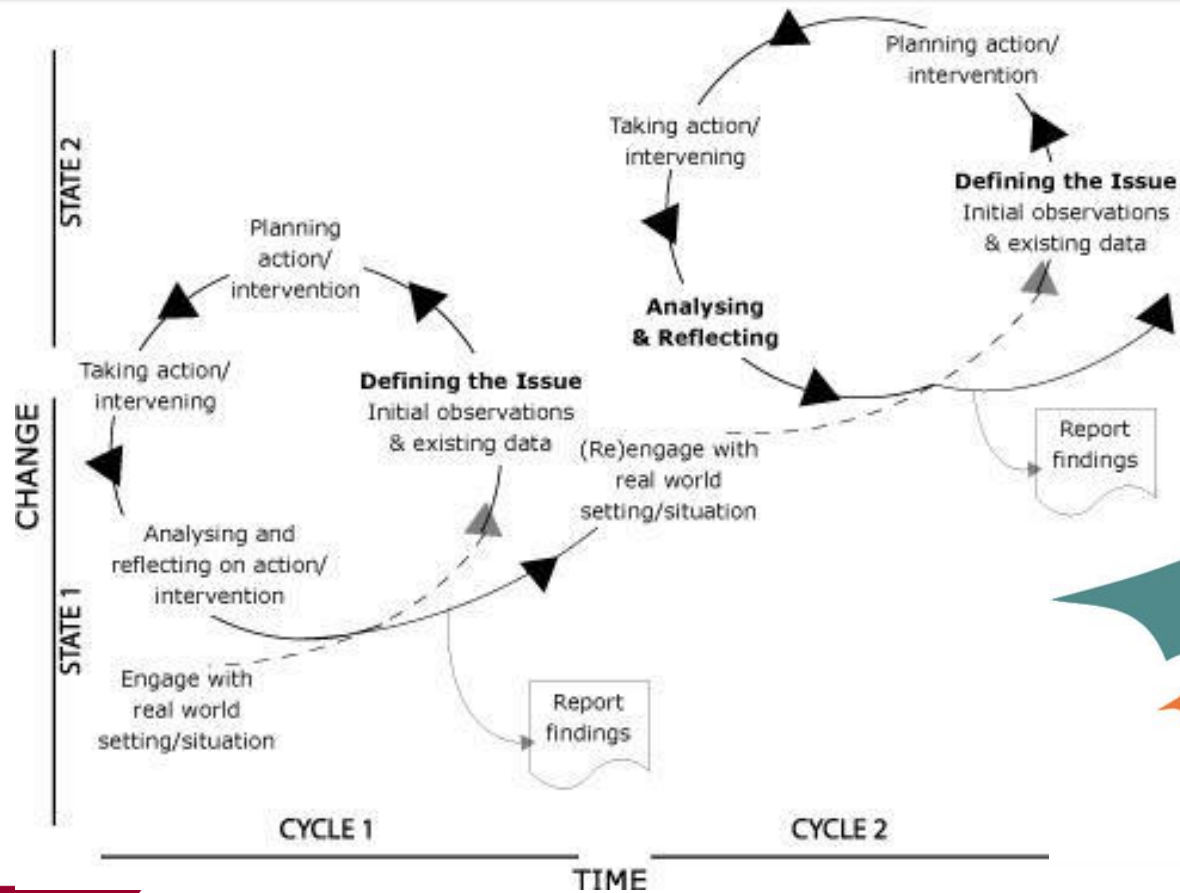 Planning action/
intervention
Taking action/
intervening
Defining the Issue
Initial observations
& existing data
Analysing
& Reflecting
STATE 2
Planning
action/
intervention
Taking action/
intervening
Defining the Issue
Initial observations
& existing data
(Re)engage with
real world
setting/situation
Report
findings
CHANGE
Analysing and
reflecting on action/
intervention
STATE 1
Engage with
real world
setting/situation
Report
findings
CYCLE 1
CYCLE 2
TIME